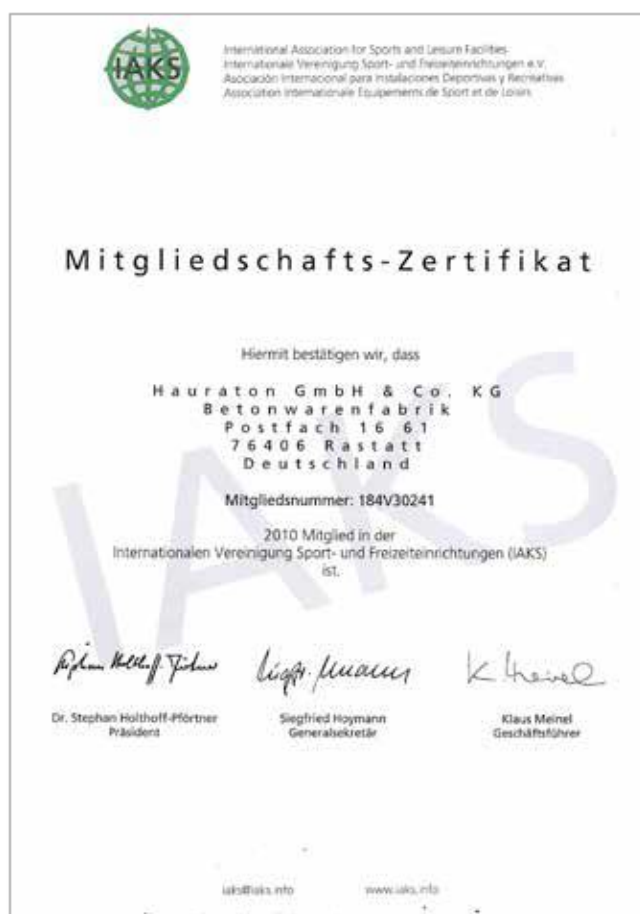 IAKS
International Association for Sports and Leisure Facilities
Internationale Vereinigung Sport- und Freizeiteinrichtungen e.V.
Asociación Internacional para Instalaciones Deportivas y Recreativas
Association Internationale Équipements de Sport et de Loisirs
Mitgliedschafts-Zertifikat
Hiermit bestätigen wir, dass
Hauraton GmbH & Co. KG
Betonwarenfabrik
Postfach 16 61
76406 Rastatt
Deutschland
Mitgliedsnummer: 184V30241
2010 Mitglied in der
Internationalen Vereinigung Sport- und Freizeiteinrichtungen (IAKS)
ist.
IAKS
Dr. Stephan Holthoff-Pförtner
Präsident
Siegfried Hoymann
Generalsekretär
K Meinel
Klaus Meinel
Geschäftsführer
iaks@iaks.info www.iaks.info